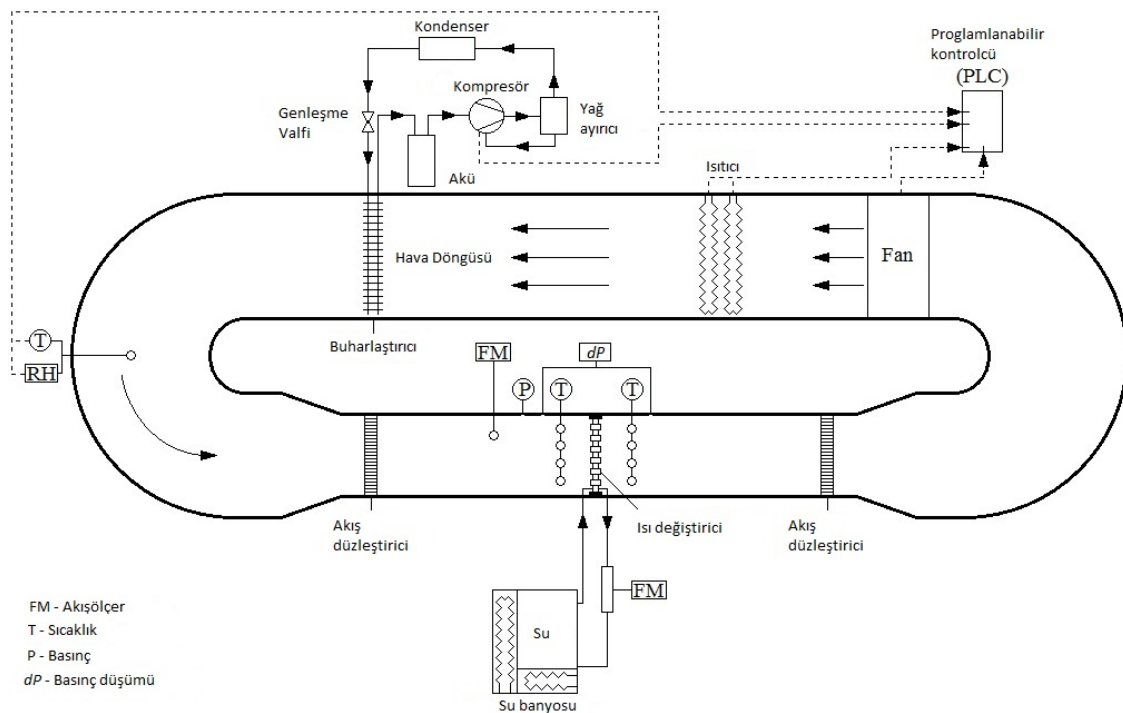 Kondenser
Proglamlanabilir
kontrolcü
(PLC)
Kompresör
Genleşme
Valfi
Yağ
ayırıcı
Akü
Isıtıcı
Hava Döngüsü
Fan
Buharlaştırıcı
T
RH
FM
dP
P
T
T
Akış
düzleştirici
Isı değiştirici
Akış
düzleştirici
FM
Su
Su banyosu
FM - Akışölçer
T - Sıcaklık
P - Basınç
dP - Basınç düşümü